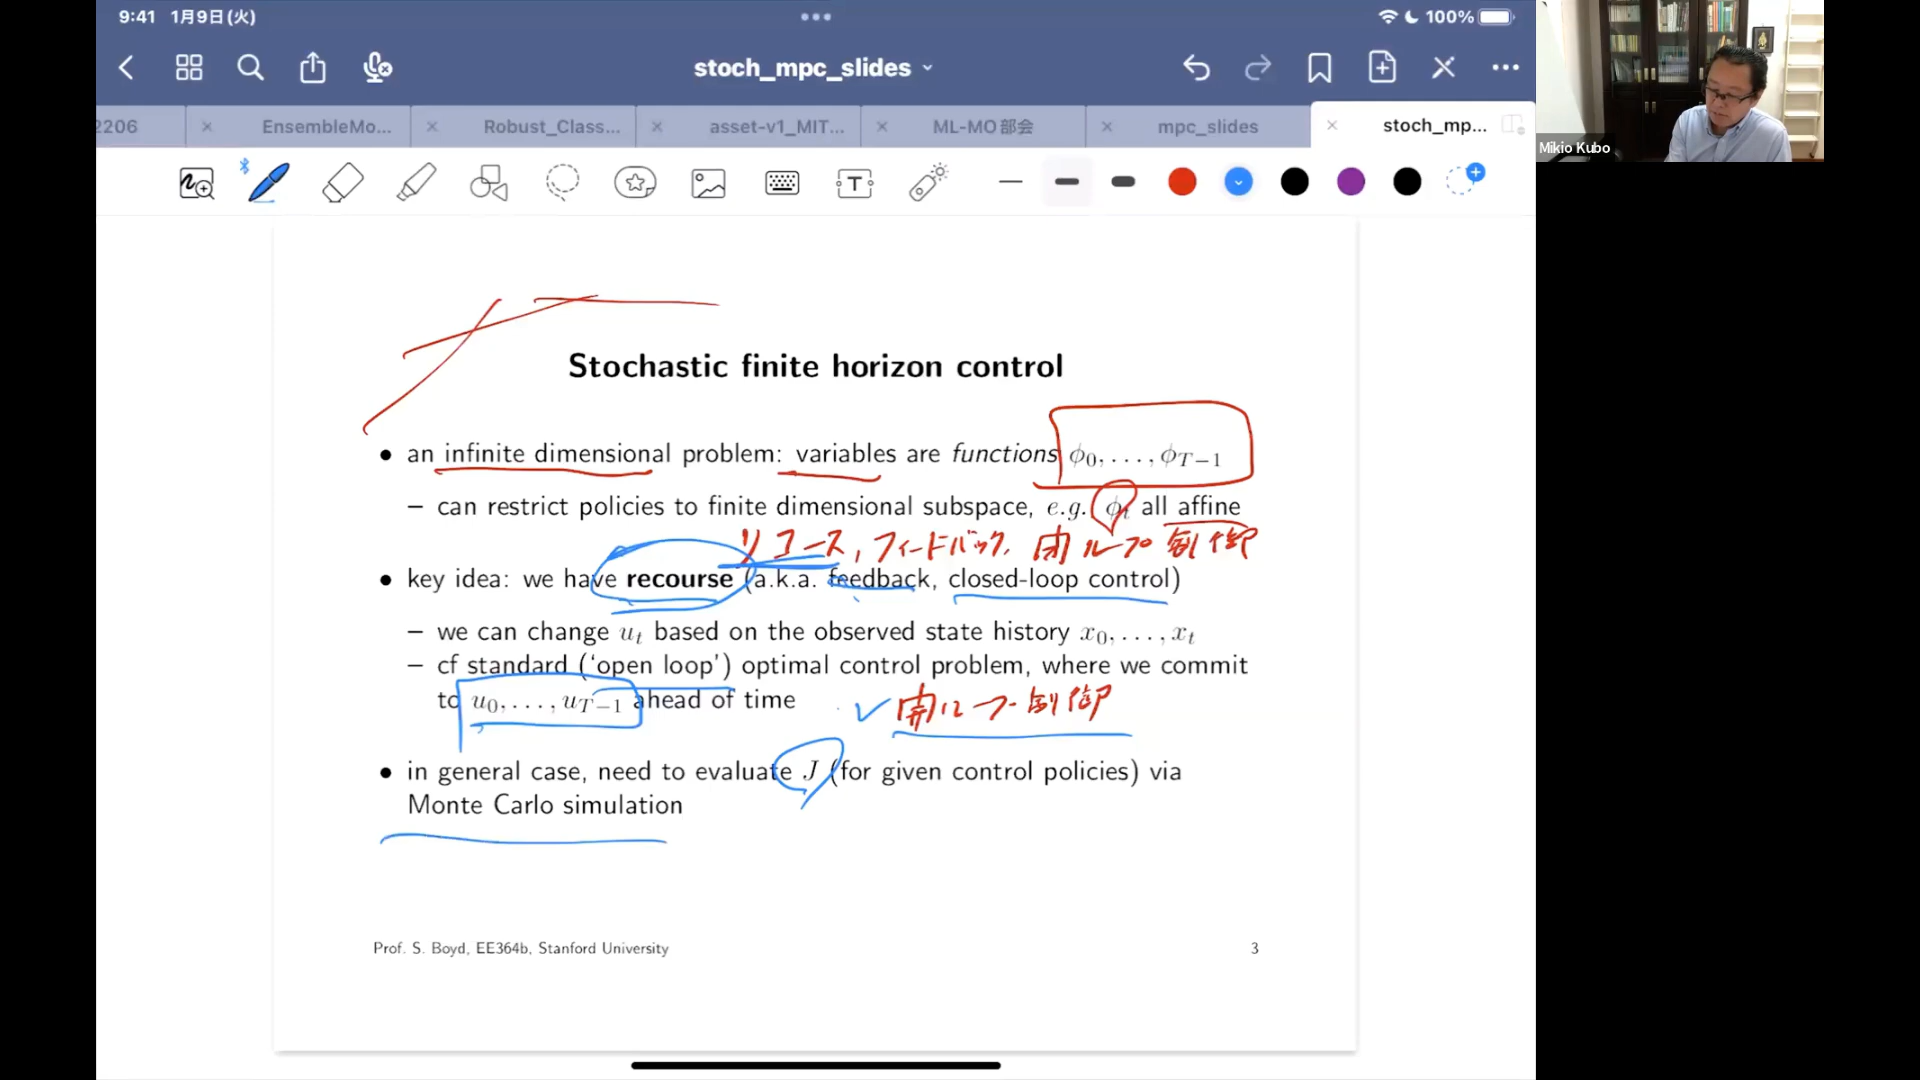 9:41 1月9日(火)
100%
stoch_mpc_slides
2206
EnsembleMo...
Robust_Class...
asset-v1_MIT...
ML-MO部会
mpc_slides
stoch_mp...
Mikio Kubo
Stochastic finite horizon control
• an infinite dimensional problem: variables are functions ϕ0, . . . , ϕT−1
– can restrict policies to finite dimensional subspace, e.g. ϕt all affine
リコース, フィードバック, 閉ループ制御
• key idea: we have recourse (a.k.a. feedback, closed-loop control)
– we can change ut based on the observed state history x0, . . . , xt
– cf standard (‘open loop’) optimal control problem, where we commit
to u0, . . . , uT−1 ahead of time
開ループ制御
• in general case, need to evaluate J (for given control policies) via
Monte Carlo simulation
Prof. S. Boyd, EE364b, Stanford University
3